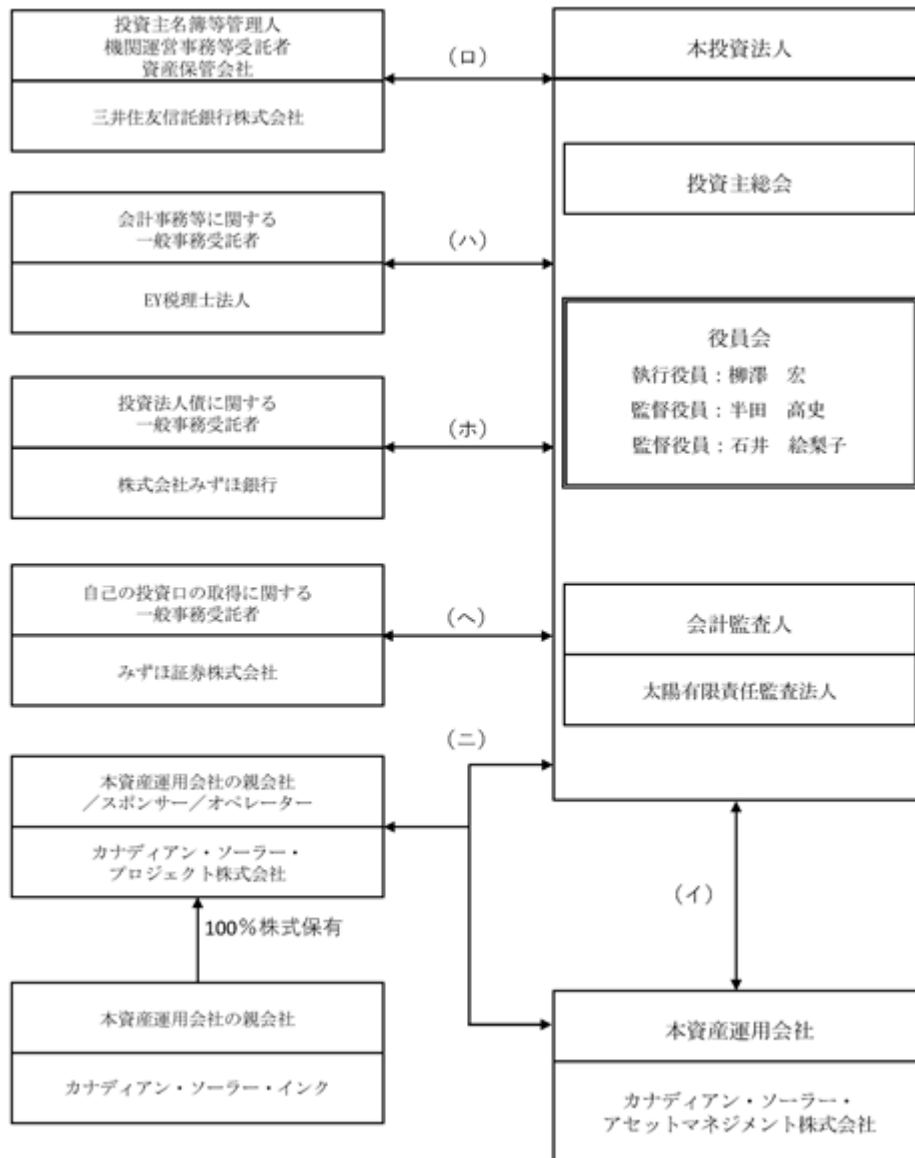 投資主名簿等管理人
機関運営事務等受託者
資産保管会社
三井住友信託銀行株式会社
(ロ)
本投資法人
投資主総会
会計事務等に関する
一般事務受託者
EY税理士法人
(ハ)
役員会
執行役員：柳澤　宏
監督役員：半田　高史
監督役員：石井　絵梨子
投資法人債に関する
一般事務受託者
株式会社みずほ銀行
(ホ)
自己の投資口の取得に関する
一般事務受託者
みずほ証券株式会社
(ヘ)
会計監査人
太陽有限責任監査法人
(ニ)
本資産運用会社の親会社
／スポンサー／オペレーター
カナディアン・ソーラー・
プロジェクト株式会社
100％株式保有
(イ)
本資産運用会社の親会社
カナディアン・ソーラー・インク
本資産運用会社
カナディアン・ソーラー・
アセットマネジメント株式会社